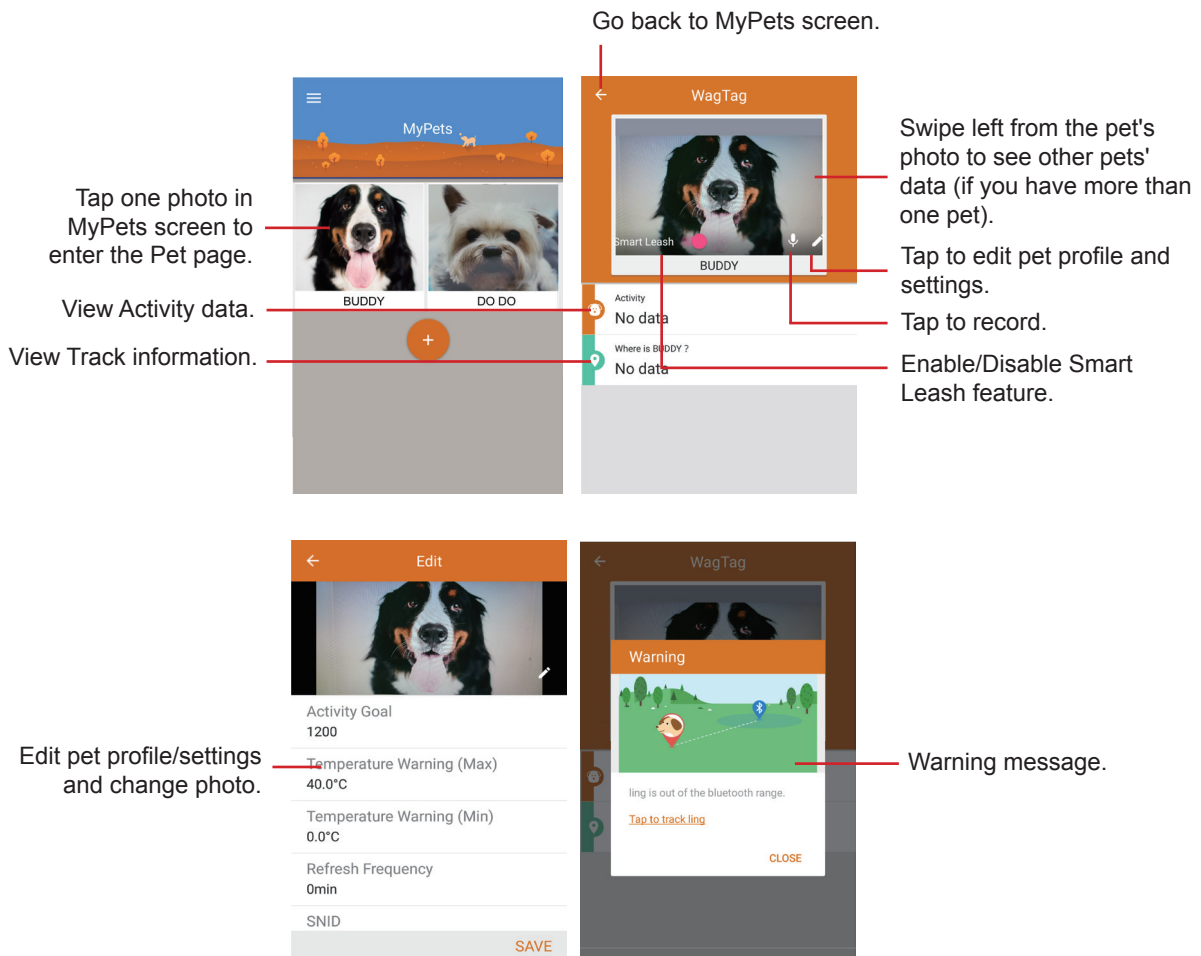 Go back to MyPets screen.
MyPets
WagTag
Tap one photo in
MyPets screen to
enter the Pet page.
View Activity data.
View Track information.
BUDDY
DO DO
+
Smart Leash
BUDDY
Activity
No data
Where is BUDDY ?
No data
Swipe left from the pet's
photo to see other pets'
data (if you have more than
one pet).
Tap to edit pet profile and
settings.
Tap to record.
Enable/Disable Smart
Leash feature.
Edit
Edit pet profile/settings
and change photo.
Activity Goal
1200
Temperature Warning (Max)
40.0°C
Temperature Warning (Min)
0.0°C
Refresh Frequency
0min
SNID
SAVE
WagTag
Warning
ling is out of the bluetooth range.
Tap to track ling
CLOSE
Warning message.